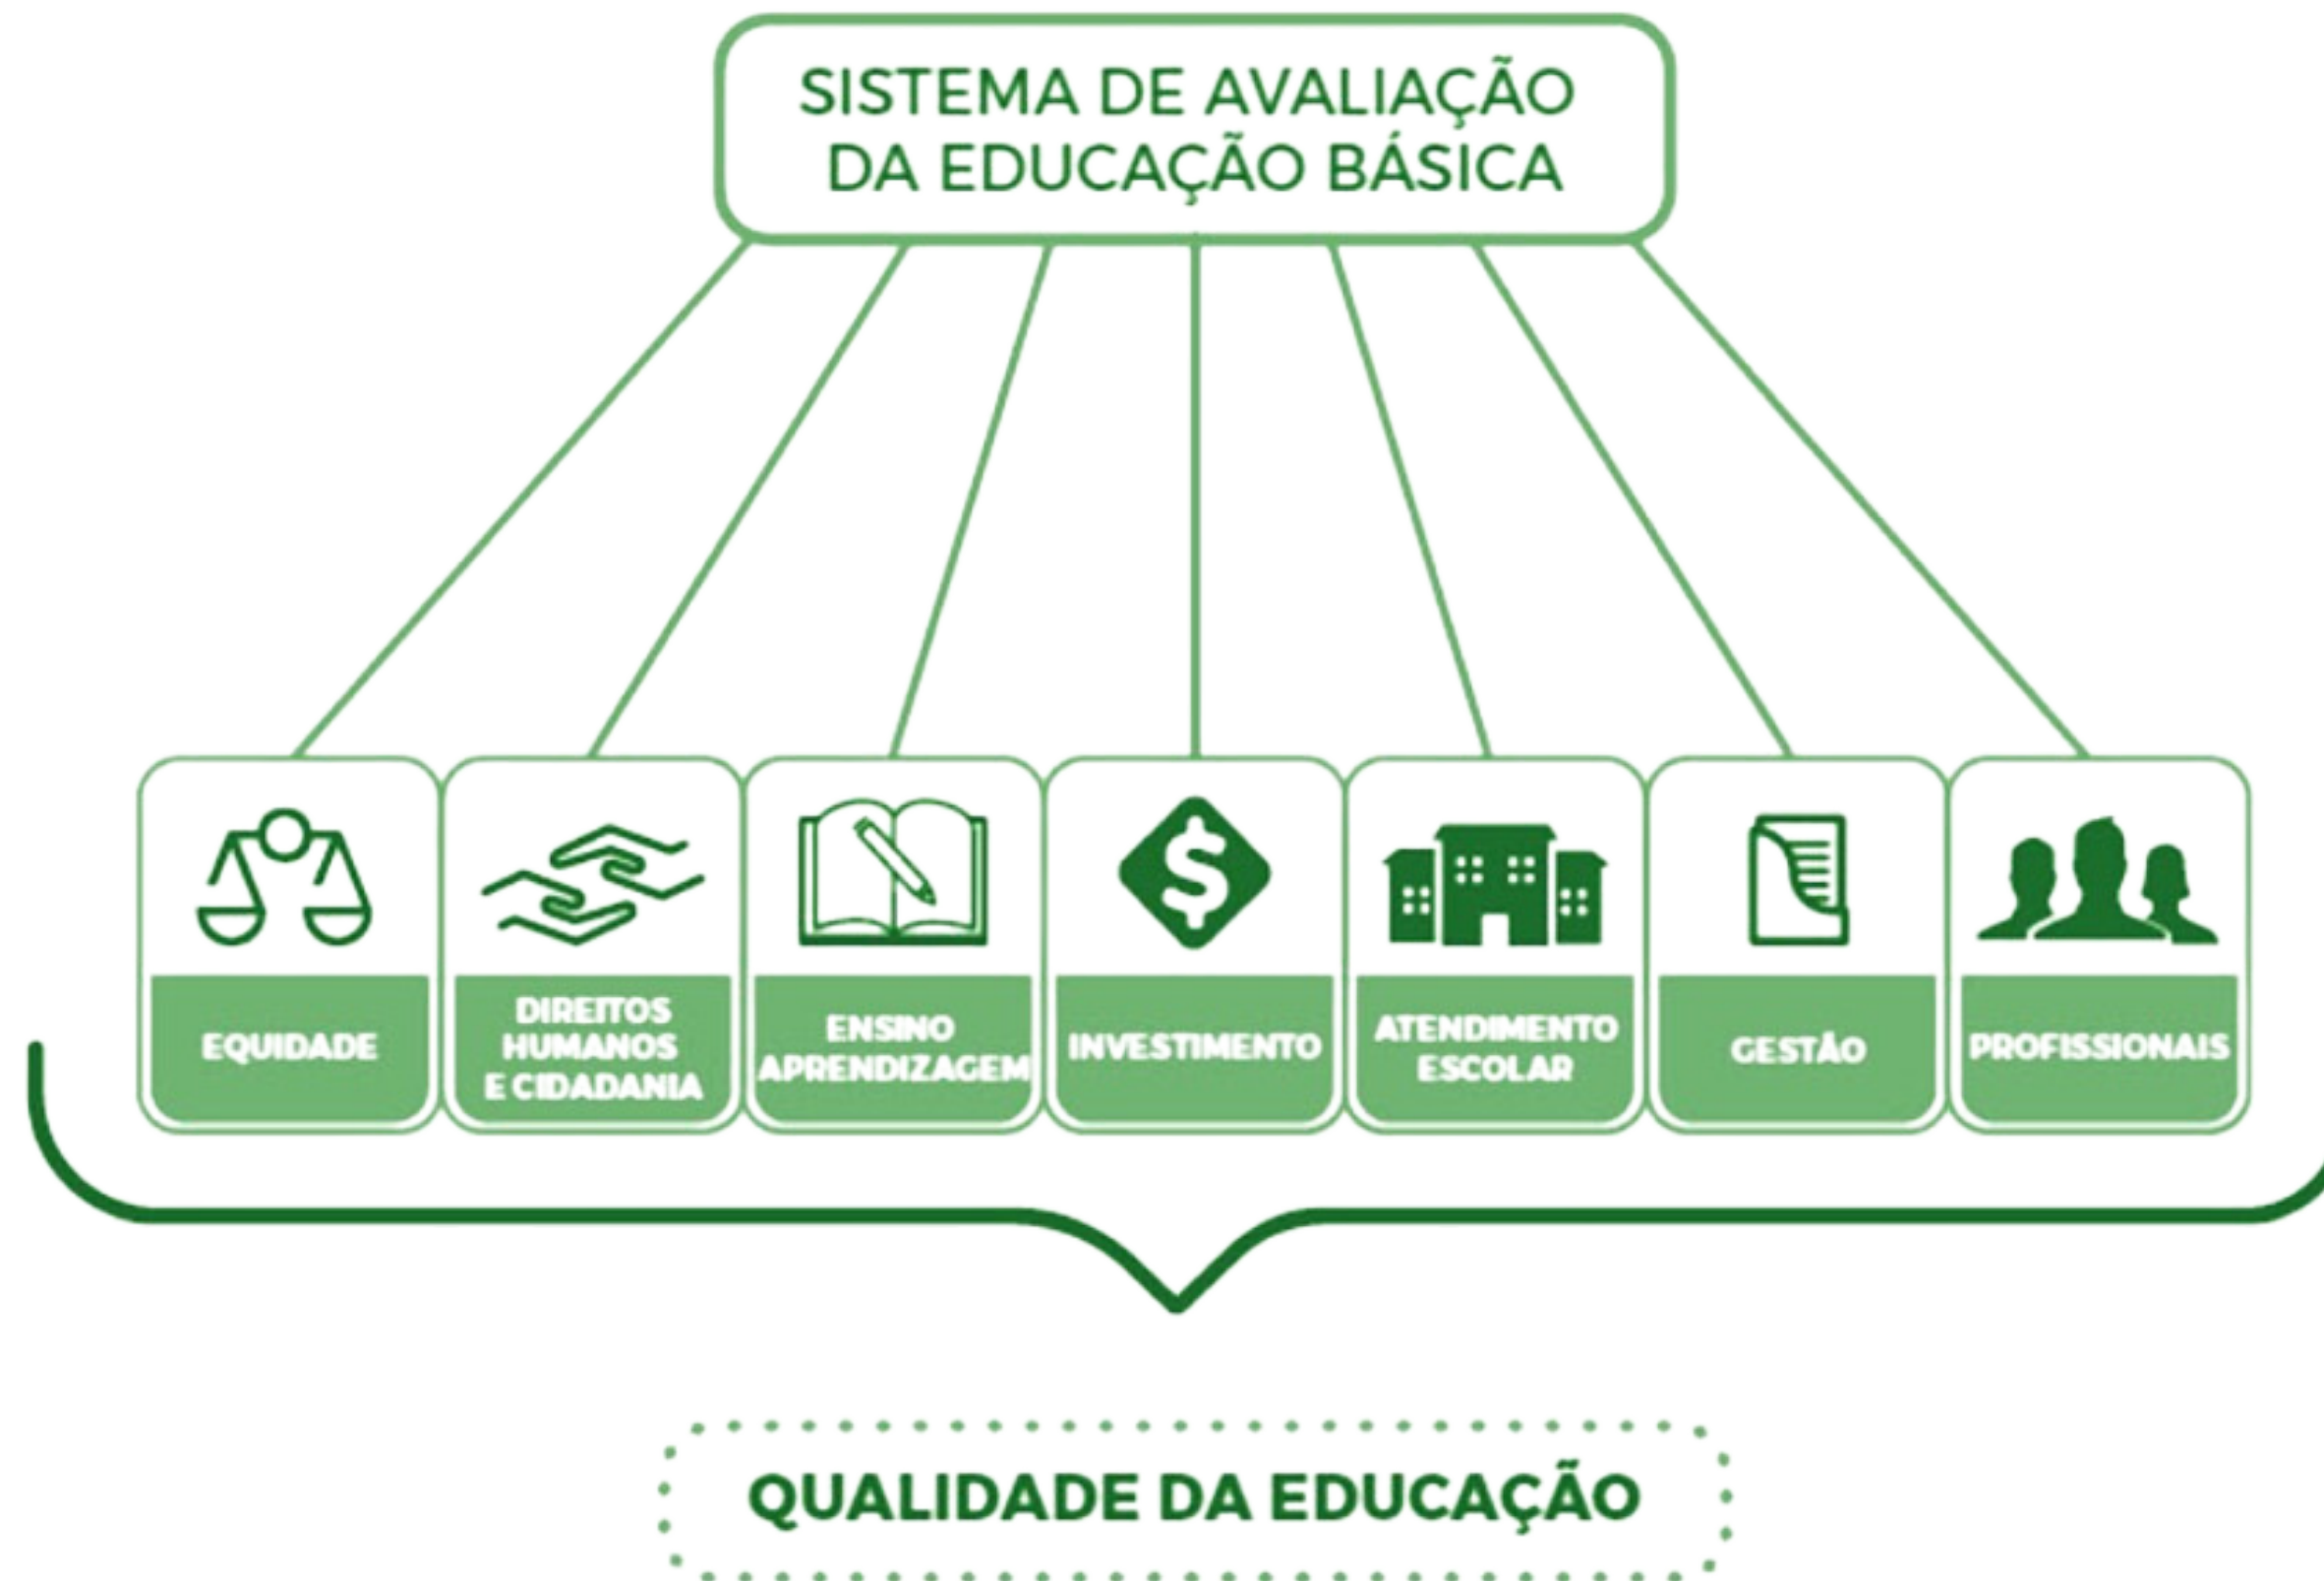 SISTEMA DE AVALIAÇÃO
DA EDUCAÇÃO BÁSICA
EQUIDADE
DIREITOS
HUMANOS
E CIDADANIA
ENSINO
APRENDIZAGEM
INVESTIMENTO
ATENDIMENTO
ESCOLAR
GESTÃO
PROFISSIONAIS
QUALIDADE DA EDUCAÇÃO